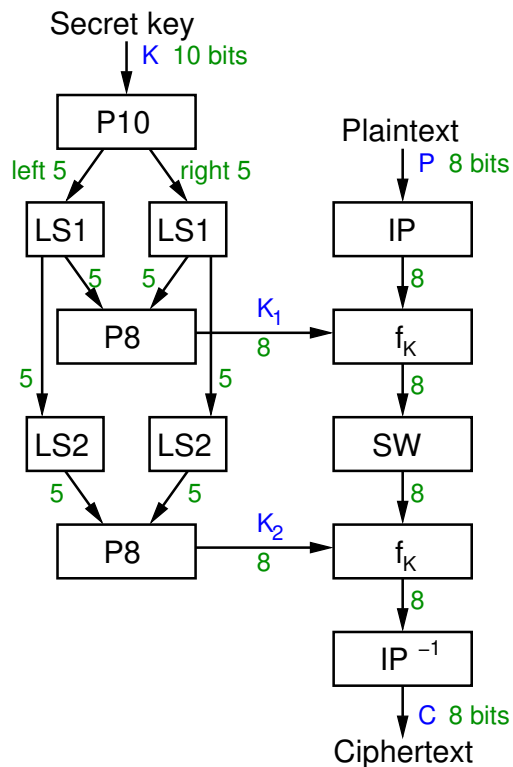 Secret key
K 10 bits
P10
left 5
right 5
LS1
LS1
5
5
P8
K1
8
5
5
LS2
LS2
5
5
P8
K2
8
Plaintext
P 8 bits
IP
8
fK
8
SW
8
fK
8
IP −1
C 8 bits
Ciphertext